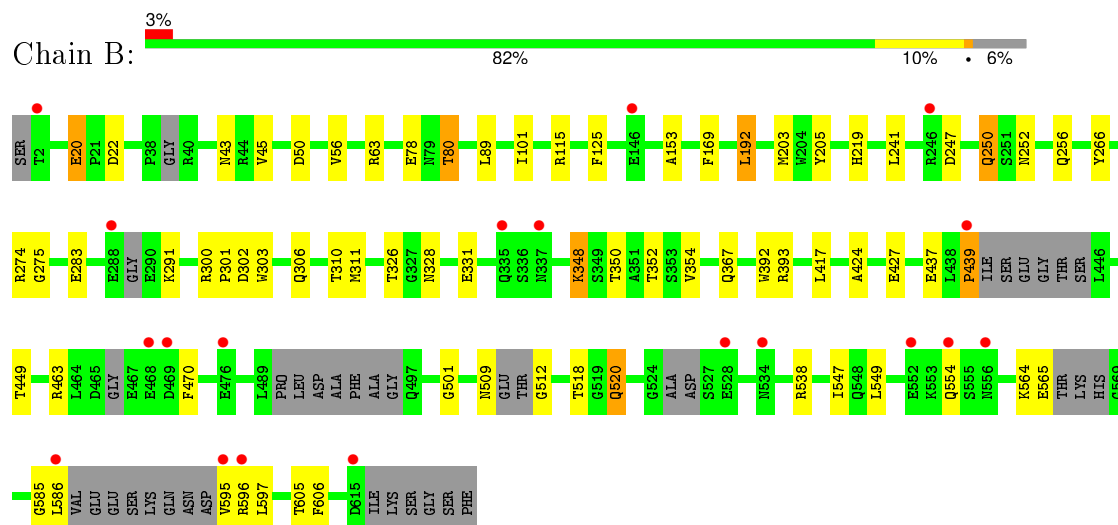 3%
Chain B:
82% 10% • 6%
SER T2 E20 P21 D22 P38 GLY R40 N43 R44 V45 D50 V56 R63 E78 N79 T80 L89 I101 R115 F125 E146 A153 F169 L192 M203 W204 Y205 H219 L241 R246 D247 Q250 S251 N252 Q256 Y266
R274 G275 E283 E288 GLY E290 K291 R300 P301 D302 W303 Q306 T310 M311 T326 G327 N328 E331 Q335 S336 N337 K348 S349 T350 A351 T352 S353 V354 Q367 W392 R393 L417 A424 E427 E437 L438 P439 ILE SER GLU GLY THR SER L446
T449 R463 L464 D465 GLY E467 E468 D469 F470 E476 L489 PRO LEU ASP ALA PHE ALA GLY Q497 G501 N509 GLU THR G512 T518 G519 Q520 G524 ALA ASP S527 E528 N534 R538 I547 Q548 L549 E552 K553 Q554 S555 N556 K564 E565 THR LYS HIS G569
G585 L586 VAL GLU GLU SER LYS GLN ASN ASP V595 R596 L597 T605 F606 D615 ILE LYS SER GLY SER PHE